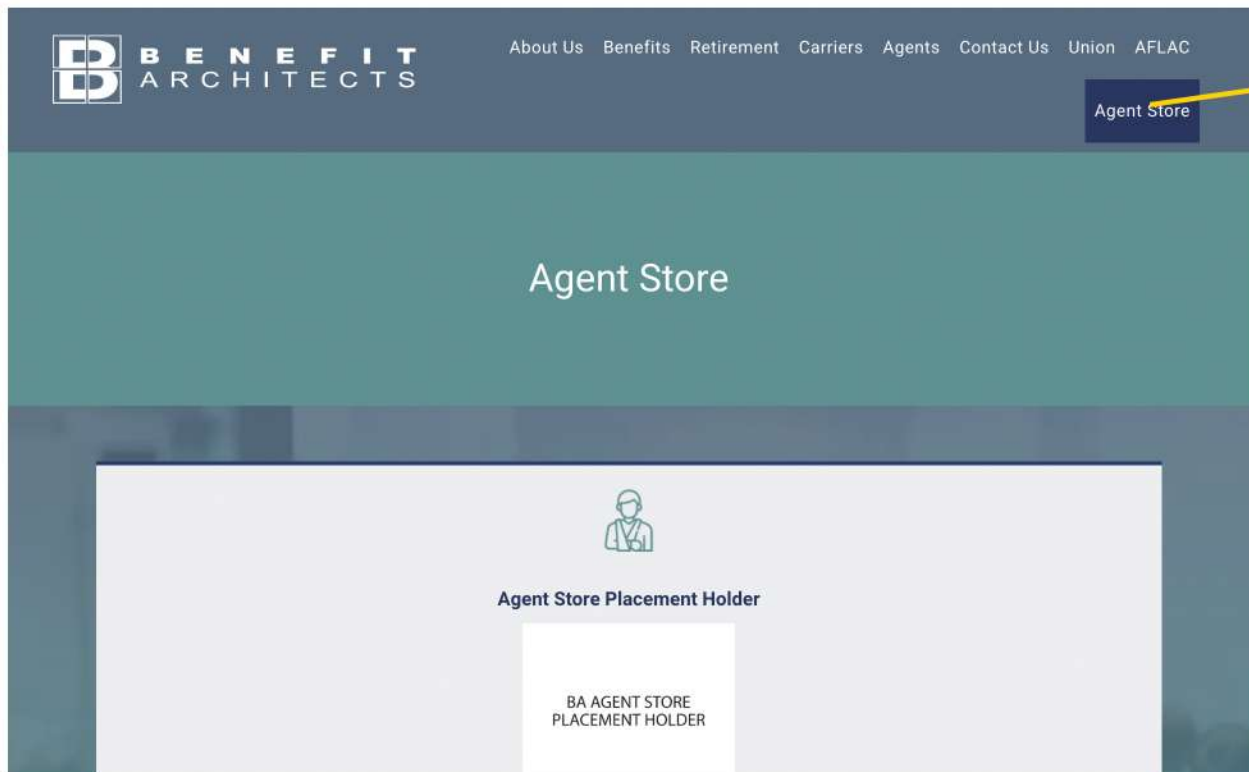 BENEFIT
ARCHITECTS
About Us Benefits Retirement Carriers Agents Contact Us Union AFLAC
Agent Store
Agent Store
Agent Store Placement Holder
BA AGENT STORE
PLACEMENT HOLDER